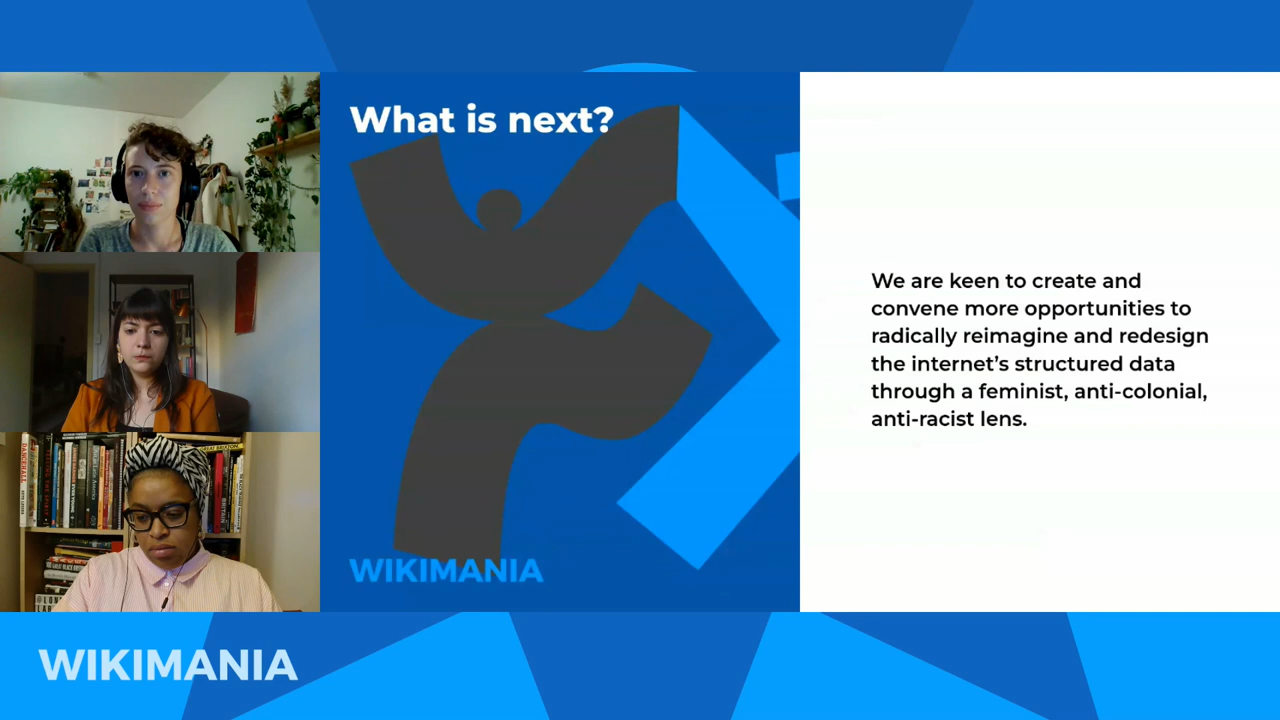 What is next?
WIKIMANIA
We are keen to create and
convene more opportunities to
radically reimagine and redesign
the internet’s structured data
through a feminist, anti-colonial,
anti-racist lens.
WIKIMANIA